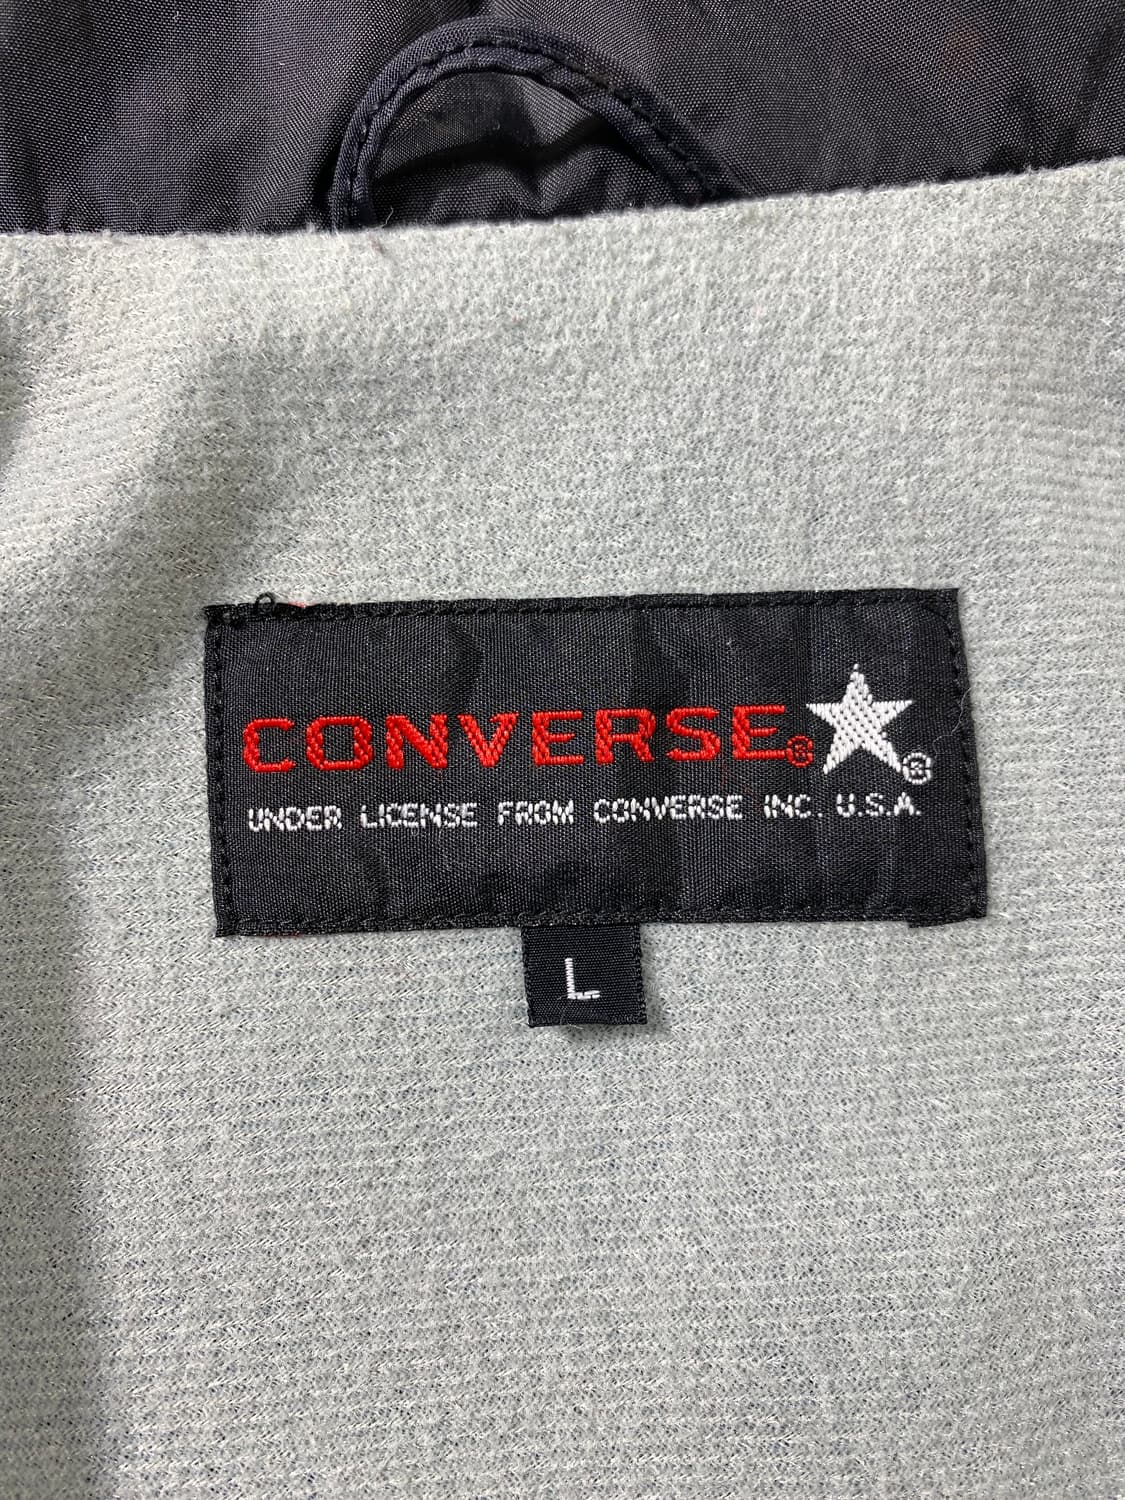 CONVERSE® ®
UNDER LICENSE FROM CONVERSE INC. U.S.A.
L